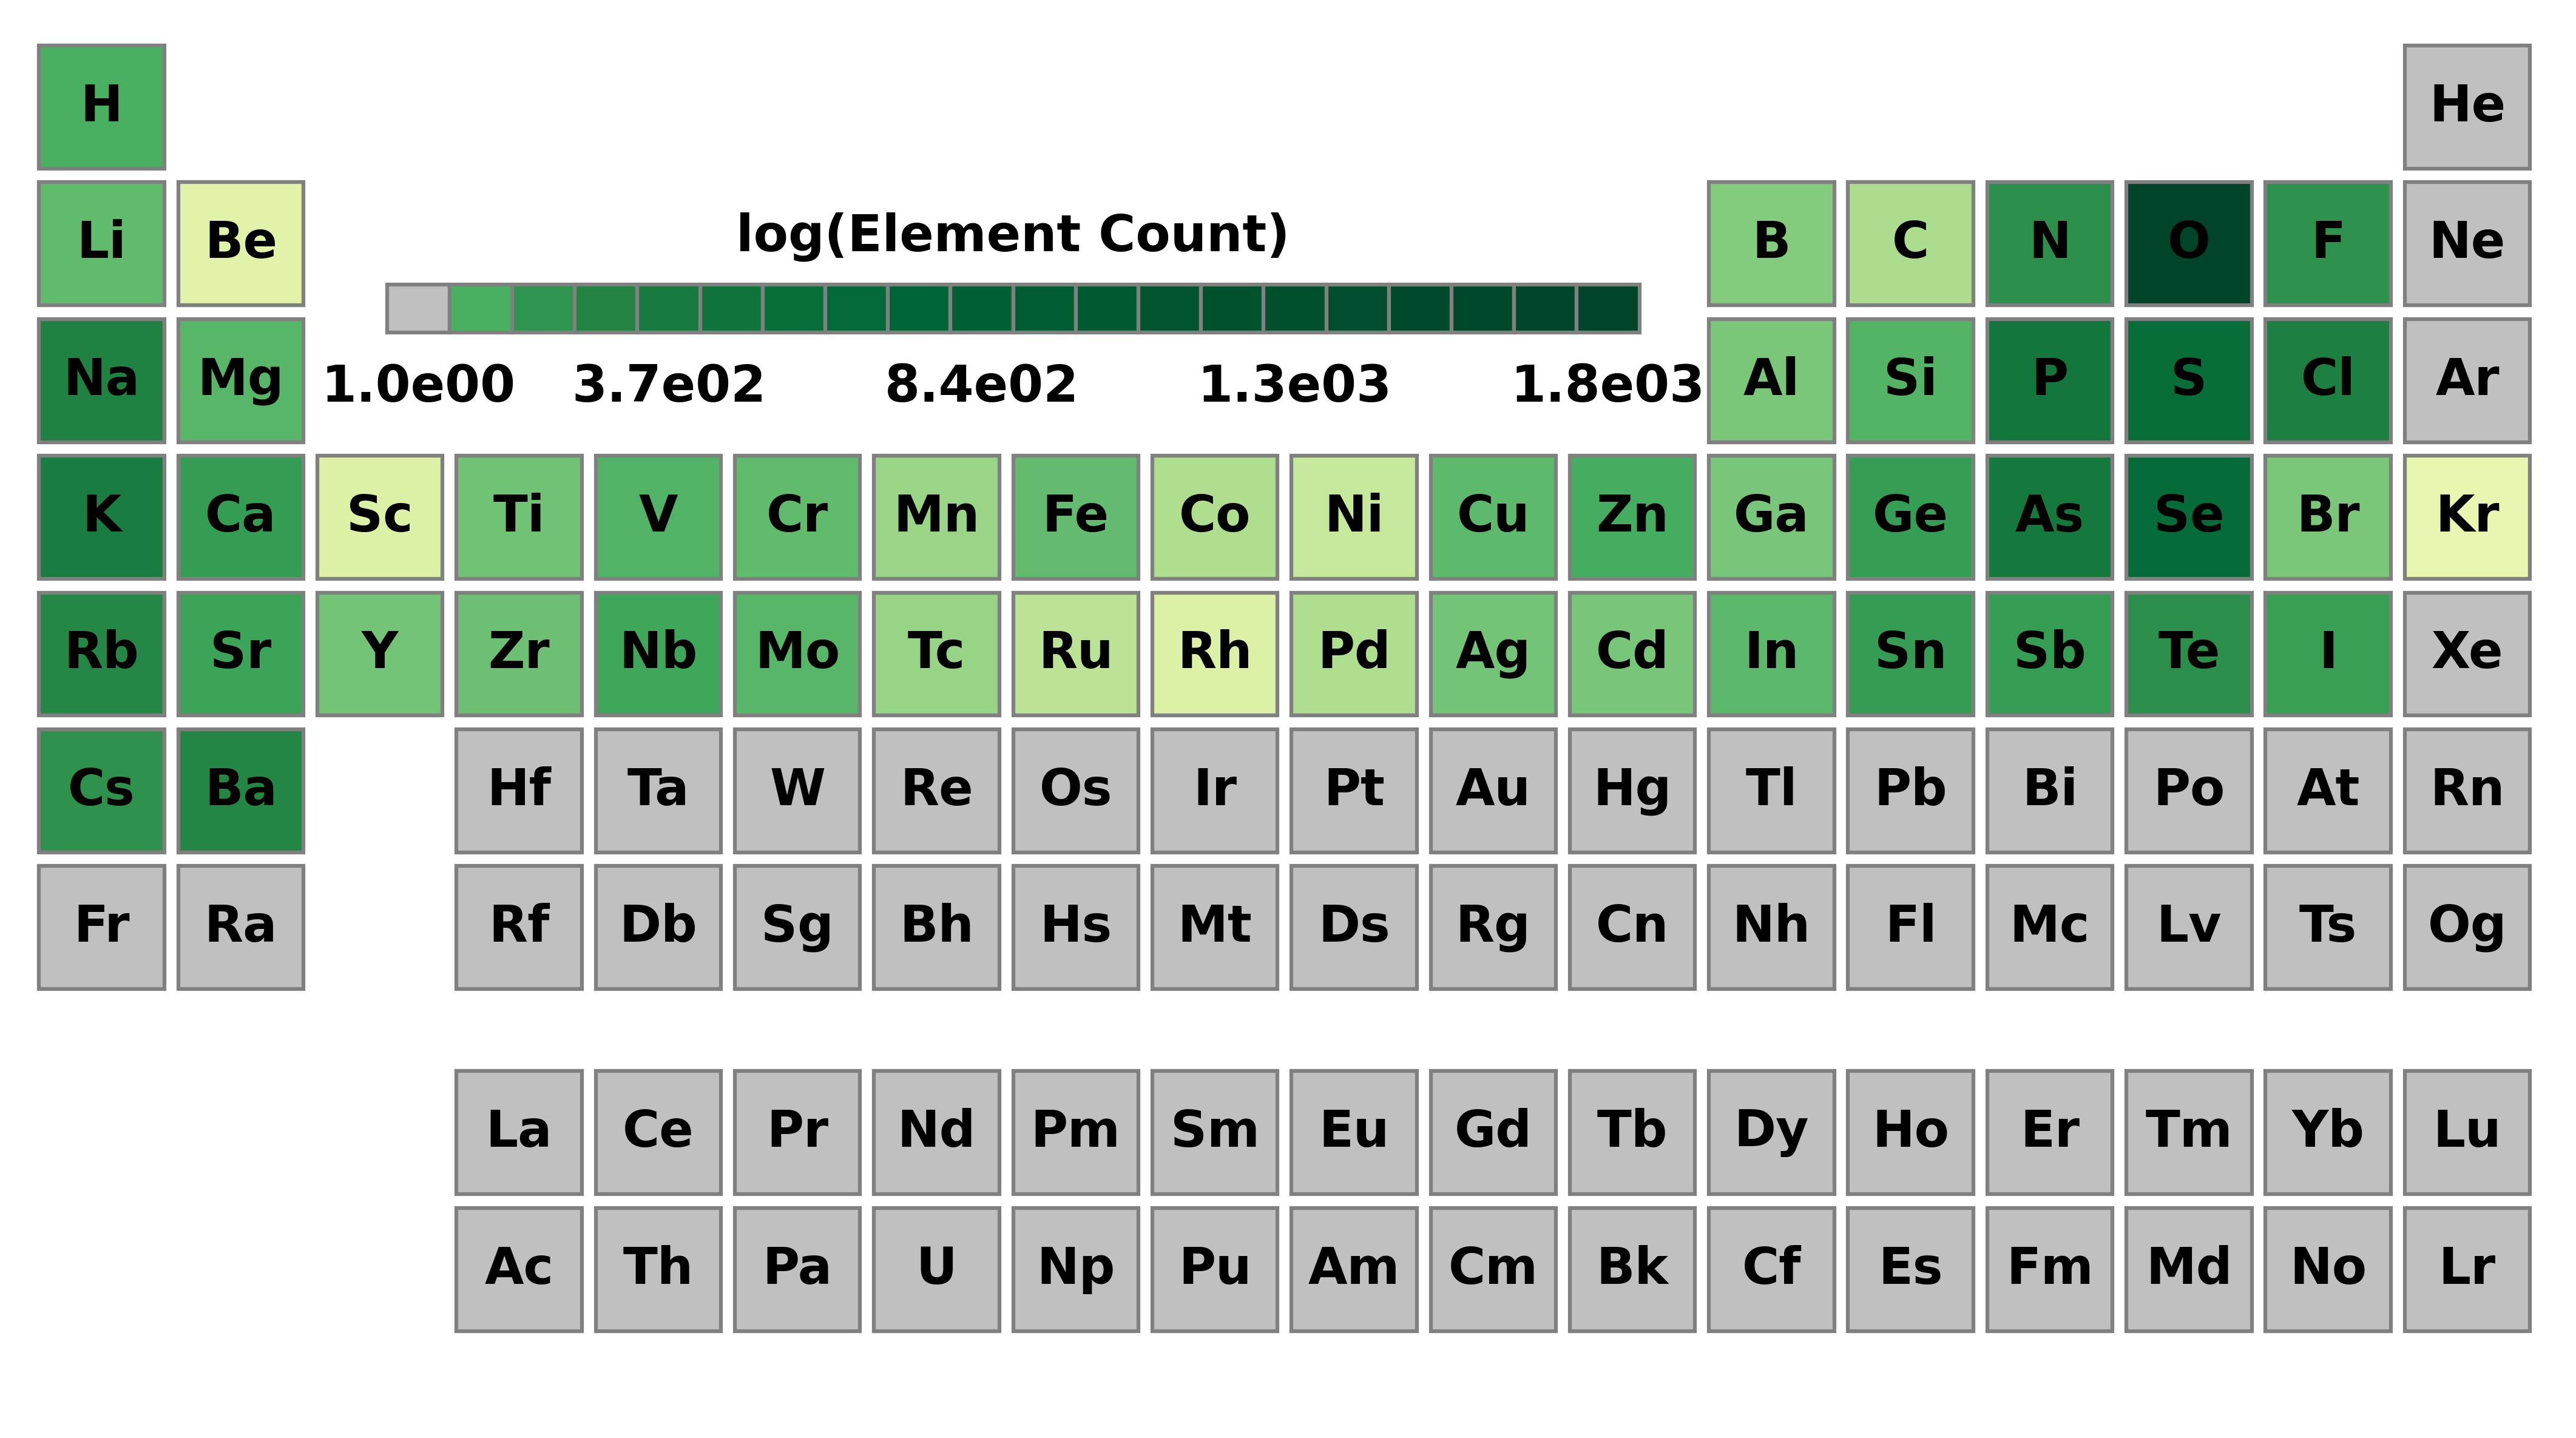 H He
Li Be B C N O F Ne
log(Element Count)
Na Mg Al Si P S Cl Ar
1.0e00 3.7e02 8.4e02 1.3e03 1.8e03
K Ca Sc Ti V Cr Mn Fe Co Ni Cu Zn Ga Ge As Se Br Kr
Rb Sr Y Zr Nb Mo Tc Ru Rh Pd Ag Cd In Sn Sb Te I Xe
Cs Ba Hf Ta W Re Os Ir Pt Au Hg Tl Pb Bi Po At Rn
Fr Ra Rf Db Sg Bh Hs Mt Ds Rg Cn Nh Fl Mc Lv Ts Og
La Ce Pr Nd Pm Sm Eu Gd Tb Dy Ho Er Tm Yb Lu
Ac Th Pa U Np Pu Am Cm Bk Cf Es Fm Md No Lr